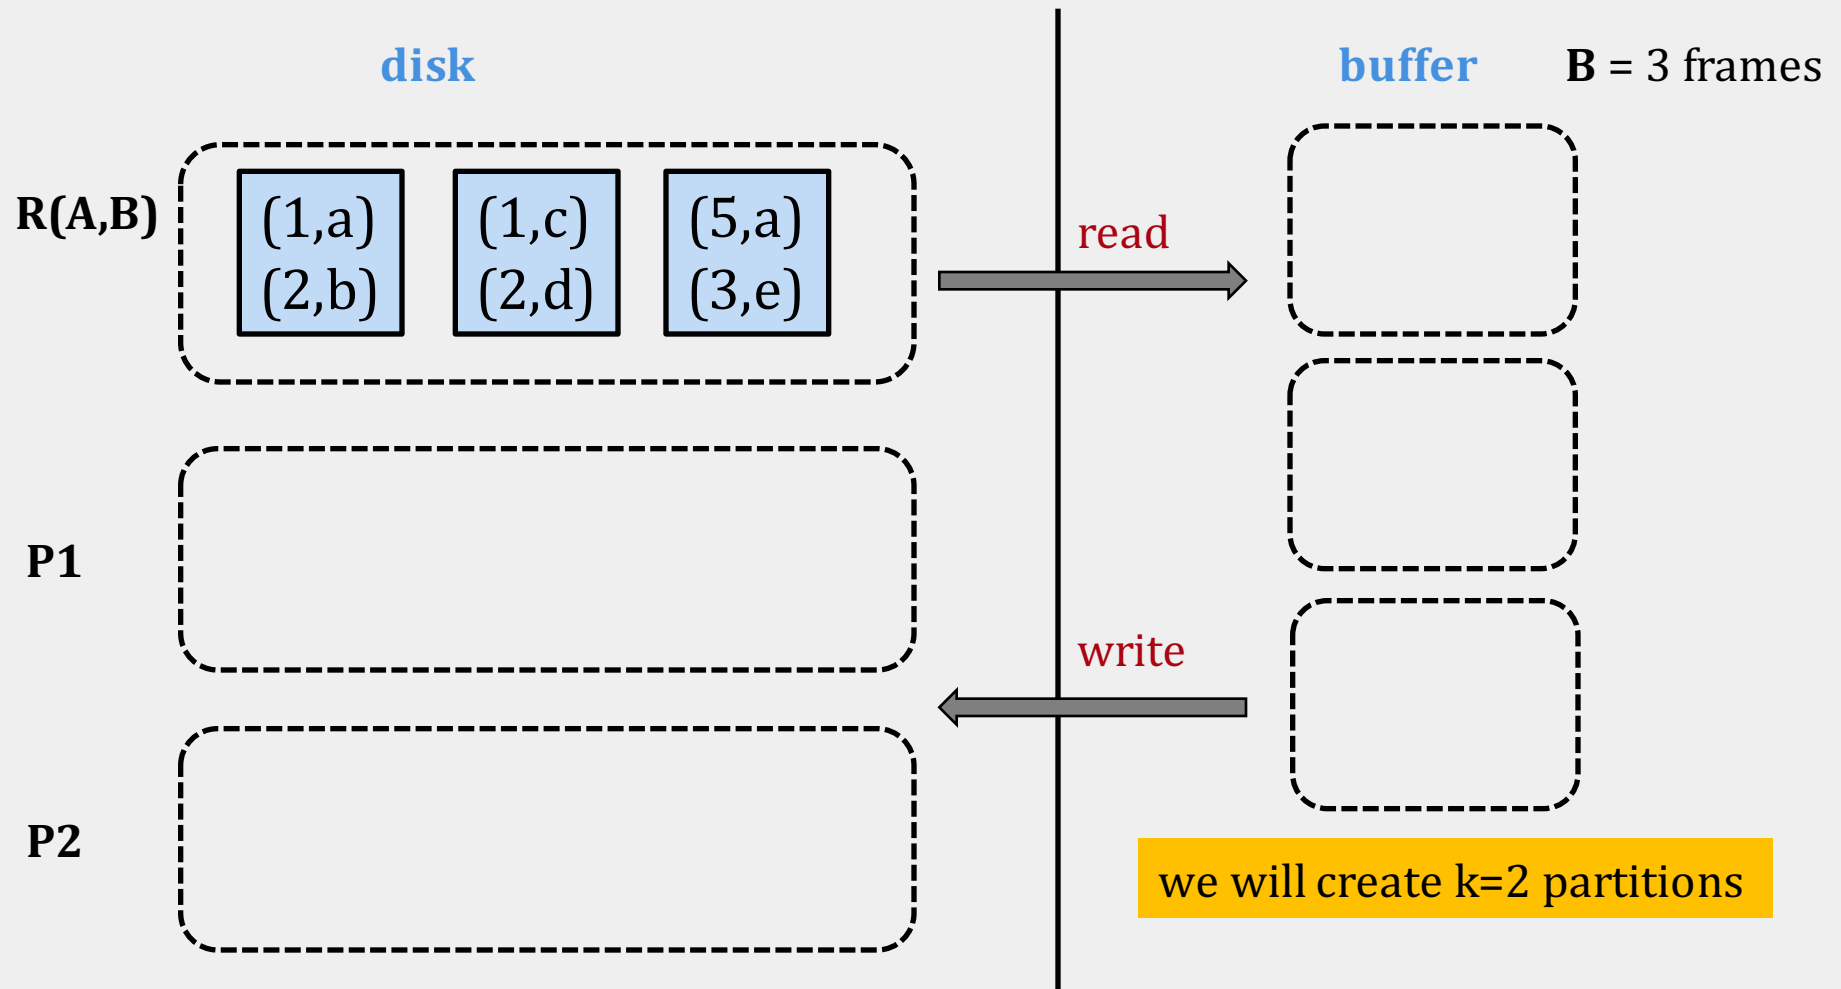 disk
buffer
B = 3 frames
R(A,B)
(1,a)
(2,b)
(1,c)
(2,d)
(5,a)
(3,e)
read
P1
write
P2
we will create k=2 partitions